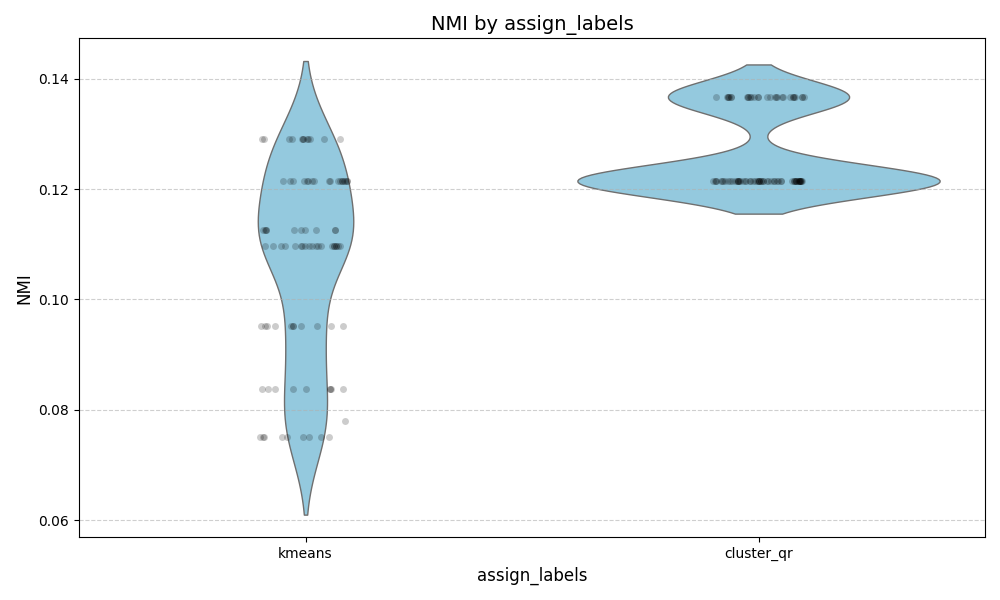 NMI by assign_labels
NMI
0.14
0.12
0.10
0.08
0.06
kmeans
cluster_qr
assign_labels